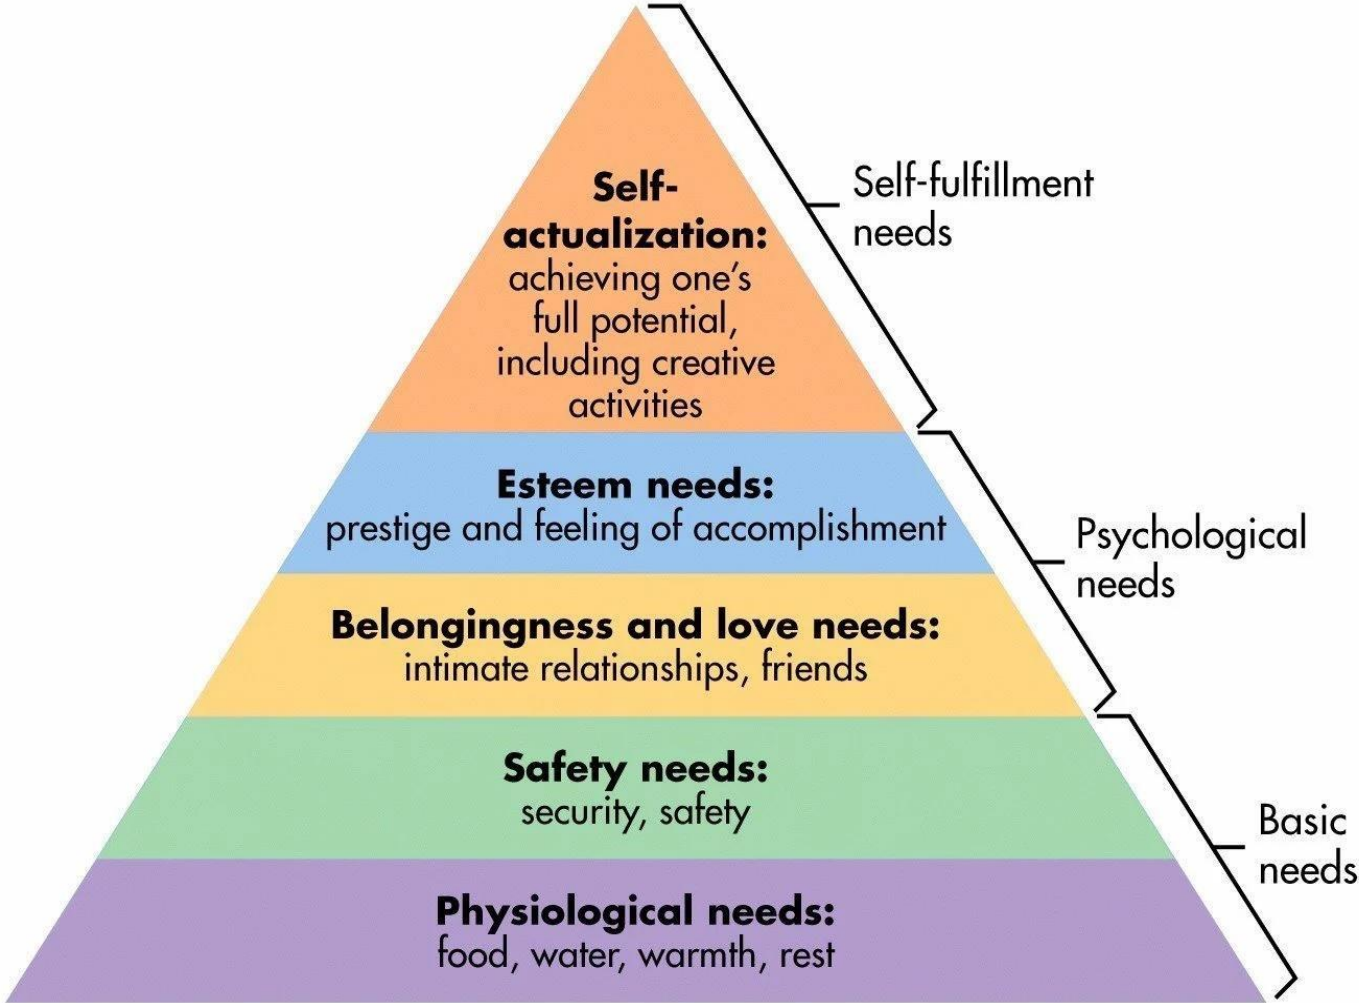 Self-
actualization:
achieving one's
full potential,
including creative
activities
Self-fulfillment
needs
Esteem needs:
prestige and feeling of accomplishment
Belongingness and love needs:
intimate relationships, friends
Psychological
needs
Safety needs:
security, safety
Physiological needs:
food, water, warmth, rest
Basic
needs